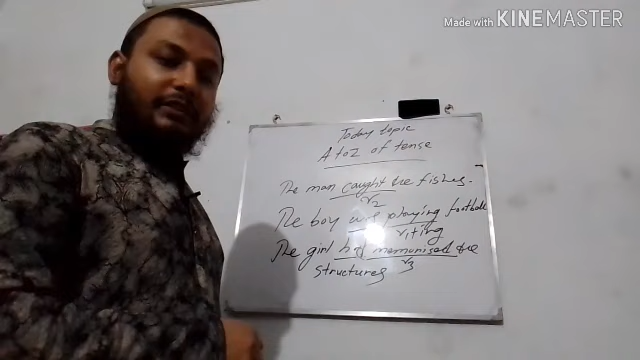 Made with KINEMASTER
Today topic
A to Z of tense
The man caught the fishes.
V2
The boy was playing football
V1+ing
The girl had memorised the
structures V3